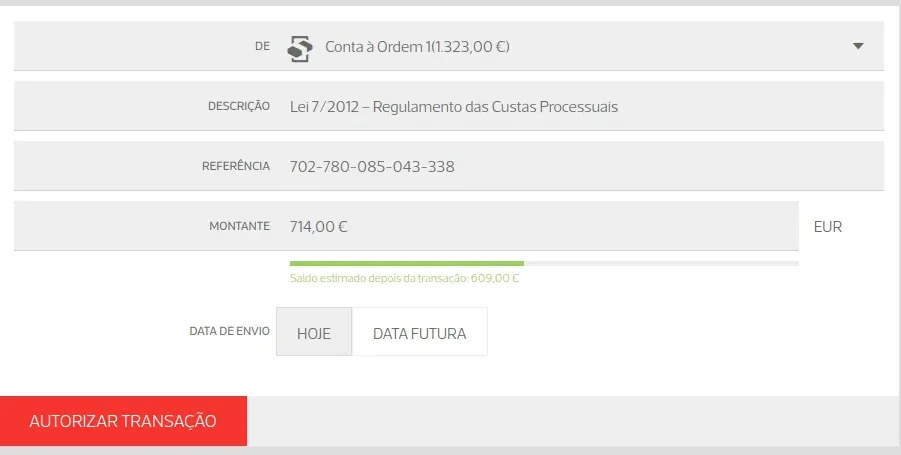 DE Conta à Ordem 1(1.323,00 €)
DESCRIÇÃO Lei 7/2012 – Regulamento das Custas Processuais
REFERÊNCIA 702-780-085-043-338
MONTANTE 714,00 € EUR
Saldo estimado depois da transação: 609,00 €
DATA DE ENVIO HOJE DATA FUTURA
AUTORIZAR TRANSAÇÃO